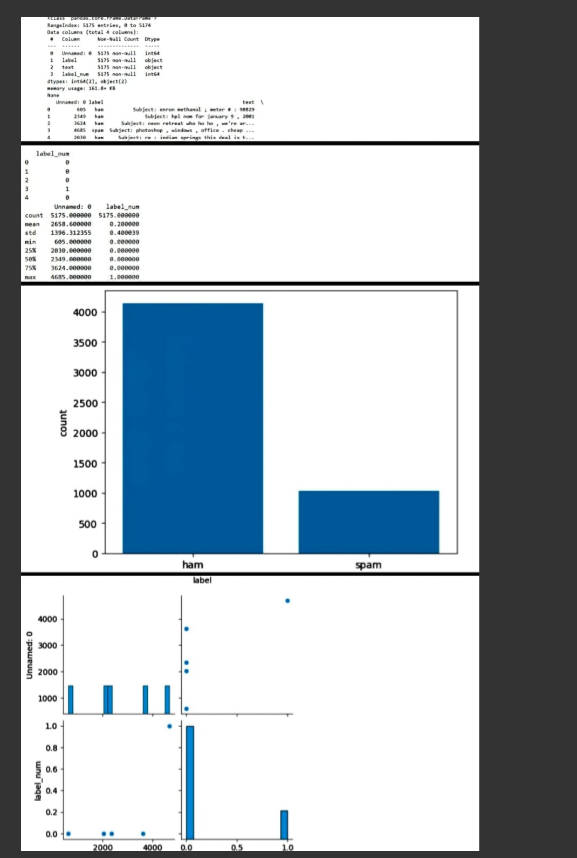 <class 'pandas.core.frame.DataFrame'>
RangeIndex: 5175 entries, 0 to 5174
Data columns (total 4 columns):
# Column Non-Null Count Dtype
--- ------ -------------- -----
0 Unnamed: 0 5175 non-null int64
1 label 5175 non-null object
2 text 5175 non-null object
3 label_num 5175 non-null int64
dtypes: int64(2), object(2)
memory usage: 161.8+ KB
None
Unnamed: 0 label text \
0 605 ham Subject: enron methanol ; meter # : 988291
1 2349 ham Subject: hpl nom for january 9 , 2001
2 3624 ham Subject: neon retreat who ho ho , we're ar...
3 4685 spam Subject: photoshop , windows , office . cheap ...
4 2030 ham Subject: re : indian springs this deal is t...
label_num
0 0
1 0
2 0
3 1
4 0
Unnamed: 0 label_num
count 5175.000000 5175.000000
mean 2658.600000 0.200000
std 1396.312355 0.400039
min 605.000000 0.000000
25% 2030.000000 0.000000
50% 2349.000000 0.000000
75% 3624.000000 0.000000
max 4685.000000 1.000000
4000
3500
3000
2500
2000
1500
1000
500
0
count
ham spam
label
4000
3000
2000
1000
Unnamed: 0
1.0
0.8
0.6
0.4
0.2
0.0
label_num
2000 4000 0.0 0.5 1.0